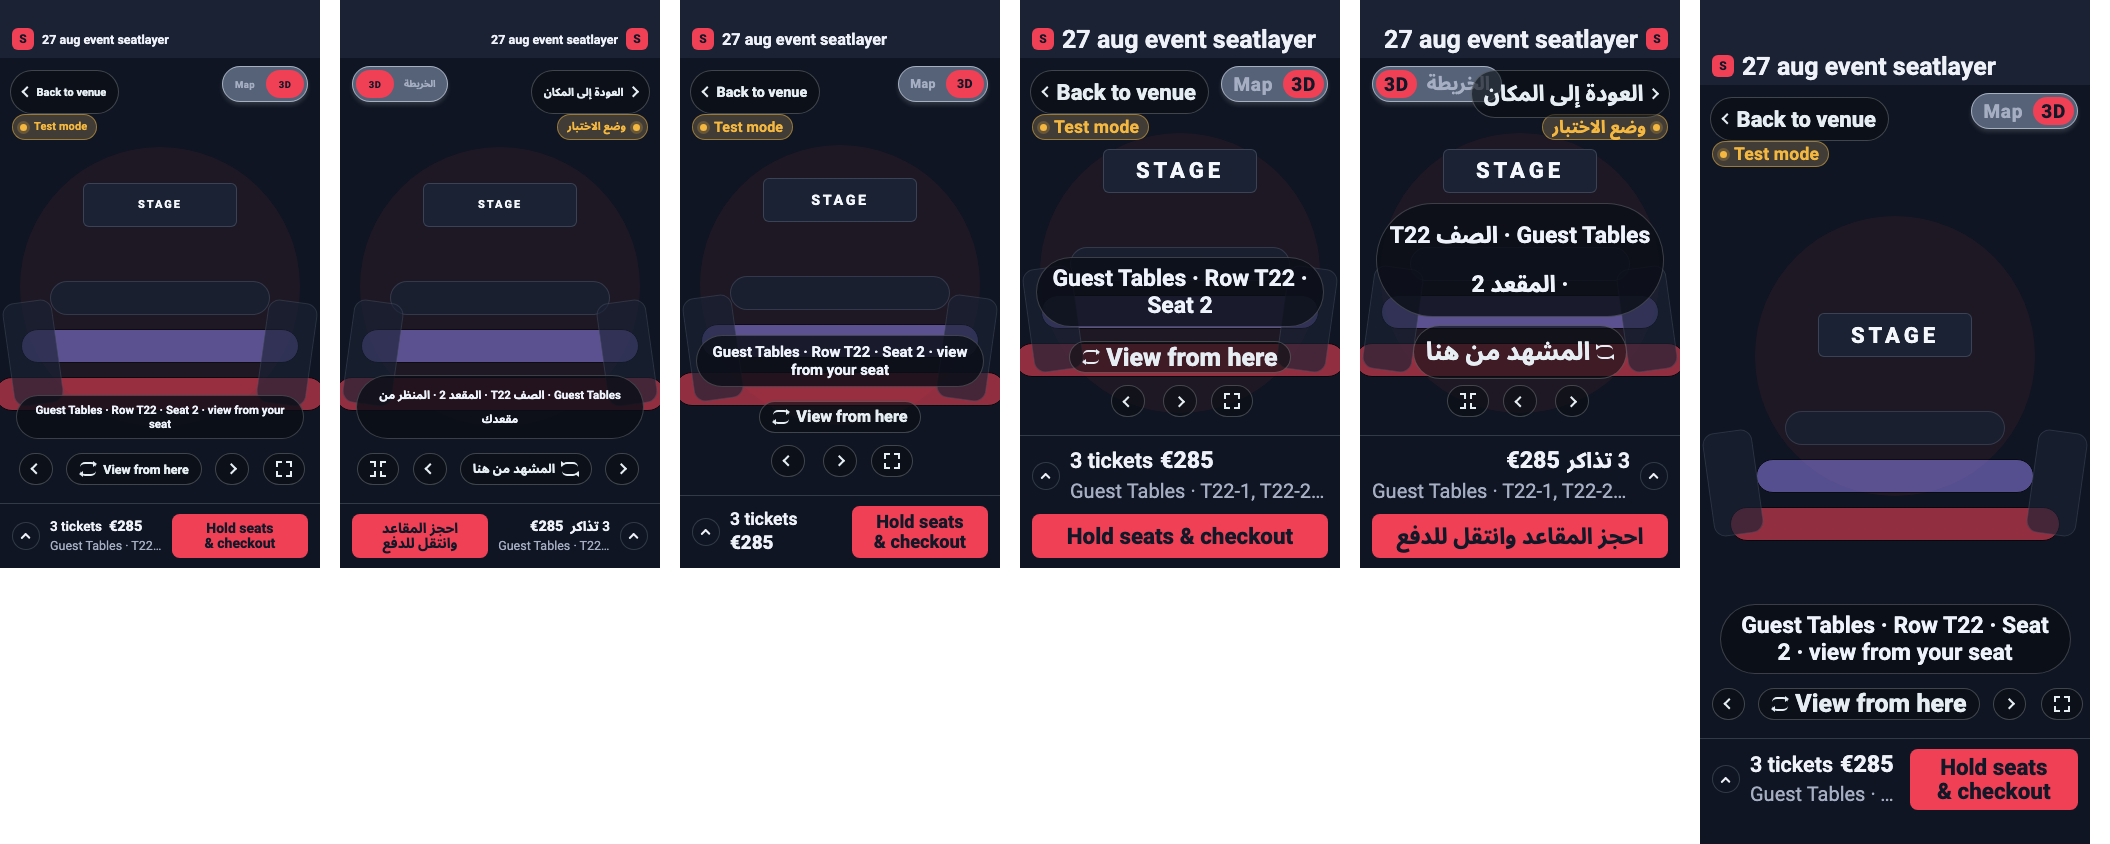 S 27 aug event seatlayer
Back to venue
Map 3D
Test mode
STAGE
Guest Tables · Row T22 · Seat 2 · view from your
seat
View from here
3 tickets €285
Guest Tables · T22...
Hold seats
& checkout
27 aug event seatlayer S
3D الخريطة
العودة إلى المكان
وضع الاختبار
STAGE
Guest Tables · الصف T22 · المقعد 2 · المنظر من
مقعدك
المشهد من هنا
3 تذاكر €285
Guest Tables · T22...
احجز المقاعد
وانتقل للدفع
S 27 aug event seatlayer
Back to venue
Map 3D
Test mode
STAGE
Guest Tables · Row T22 · Seat 2 · view
from your seat
View from here
3 tickets
€285
Hold seats
& checkout
S 27 aug event seatlayer
Back to venue
Map 3D
Test mode
STAGE
Guest Tables · Row T22 ·
Seat 2
View from here
3 tickets €285
Guest Tables · T22-1, T22-2...
Hold seats & checkout
27 aug event seatlayer S
3D الخريطة
العودة إلى المكان
وضع الاختبار
STAGE
Guest Tables · الصف T22
· المقعد 2
المشهد من هنا
3 تذاكر €285
Guest Tables · T22-1, T22-2...
احجز المقاعد وانتقل للدفع
S 27 aug event seatlayer
Back to venue
Map 3D
Test mode
STAGE
Guest Tables · Row T22 · Seat
2 · view from your seat
View from here
3 tickets €285
Guest Tables · ...
Hold seats
& checkout